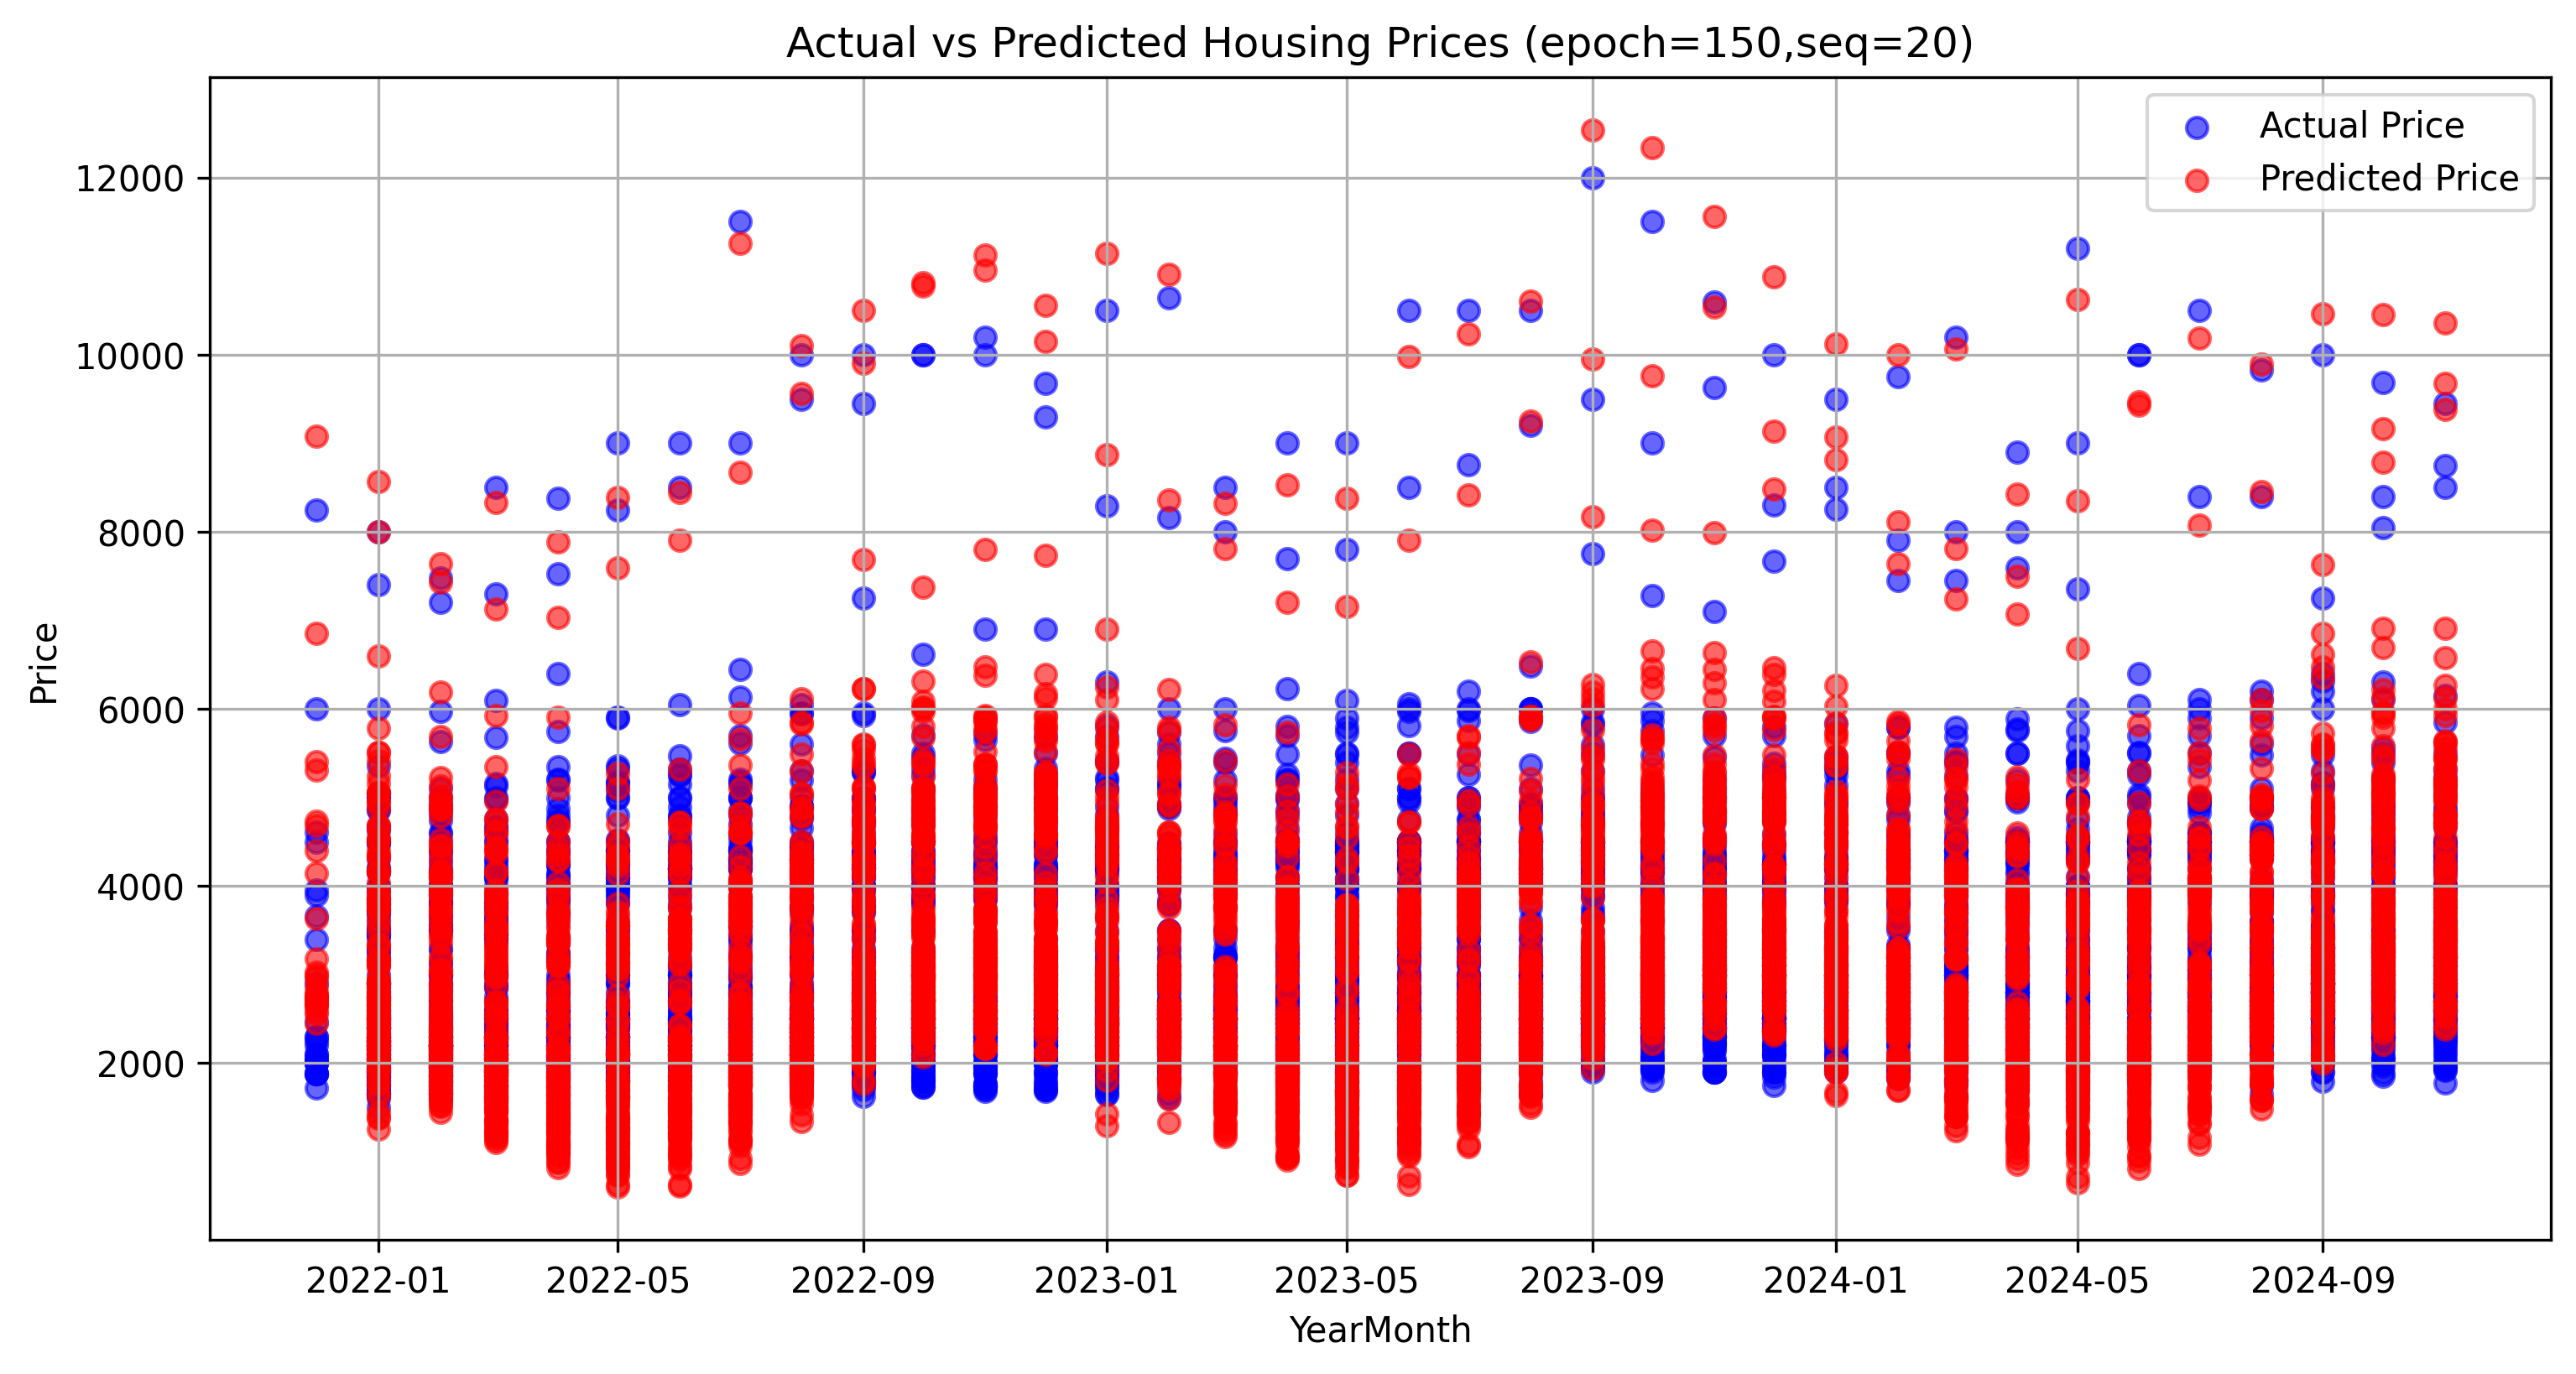 Actual vs Predicted Housing Prices (epoch=150,seq=20)
Actual Price
Predicted Price
Price
12000
10000
8000
6000
4000
2000
2022-01 2022-05 2022-09 2023-01 2023-05 2023-09 2024-01 2024-05 2024-09
YearMonth